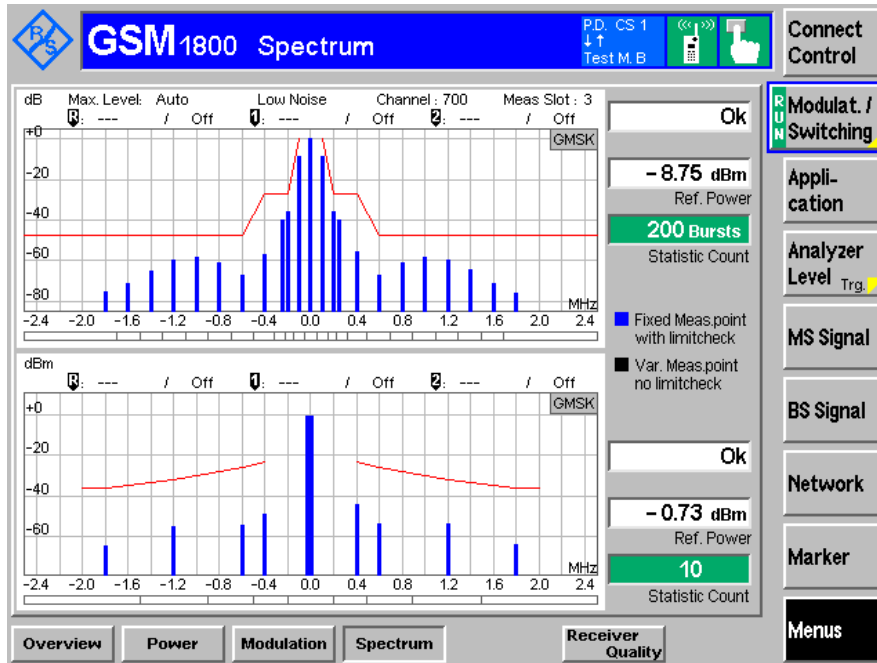 R/S
GSM 1800 Spectrum
P.D. CS 1
↓↑
Test M. B
Connect Control
dB Max. Level: Auto Low Noise Channel : 700 Meas Slot : 3
R: --- / Off 1: --- / Off 2: --- / Off
GMSK
+0
-20
-40
-60
-80
MHz
-2.4 -2.0 -1.6 -1.2 -0.8 -0.4 0.0 0.4 0.8 1.2 1.6 2.0 2.4
Ok
- 8.75 dBm
Ref. Power
200 Bursts
Statistic Count
Fixed Meas.point
with limitcheck
Var. Meas.point
no limitcheck
dBm
R: --- / Off 1: --- / Off 2: --- / Off
GMSK
+0
-20
-40
-60
MHz
-2.4 -2.0 -1.6 -1.2 -0.8 -0.4 0.0 0.4 0.8 1.2 1.6 2.0 2.4
Ok
- 0.73 dBm
Ref. Power
10
Statistic Count
RUN
Modulat. /
Switching
Appli-
cation
Analyzer
Level Trg.
MS Signal
BS Signal
Network
Marker
Menus
Overview Power Modulation Spectrum Receiver
Quality